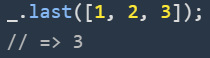 _.last([1, 2, 3]);
// => 3